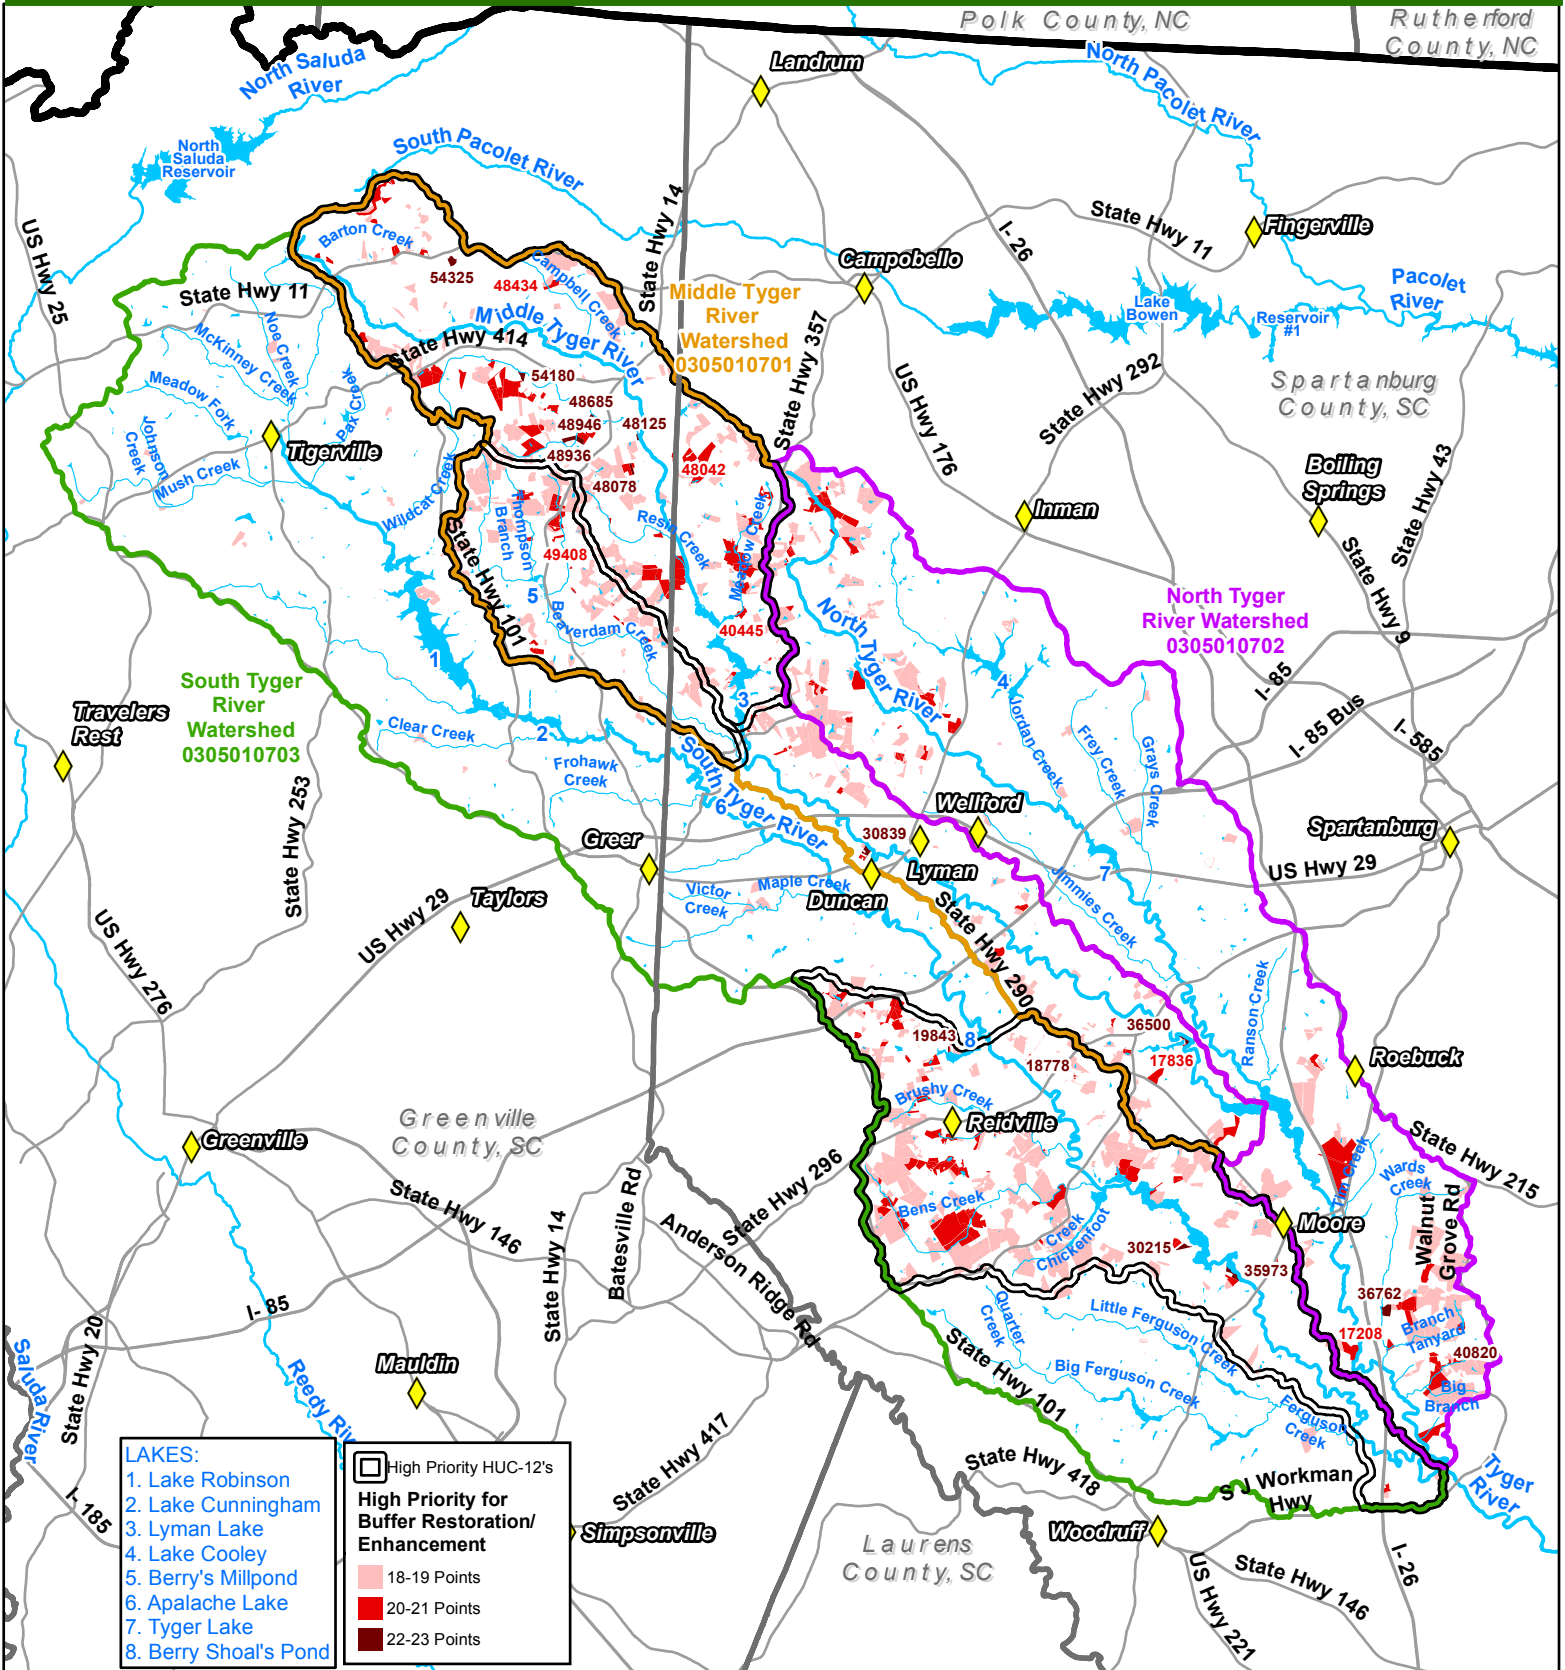 Polk County, NC
Rutherford
County, NC
North Saluda
River
Landrum
North Pacolet River
North
Saluda
Reservoir
South Pacolet River
US Hwy 25
State Hwy 14
I- 26
State Hwy 11
Fingerville
Barton Creek
54325
48434
Campbell Creek
Campobello
Pacolet
River
State Hwy 11
Middle Tyger
River
Watershed
0305010701
Lake
Bowen
Reservoir
#1
McKinney Creek
Noe Creek
Middle Tyger River
State Hwy 414
State Hwy 357
US Hwy 176
State Hwy 292
Spartanburg
County, SC
Meadow Fork
Pax Creek
54180
48685
48946
48125
Johnson
Creek
Mush Creek
Tigerville
48936
48042
48078
Boiling
Springs
State Hwy 43
Wildcat Creek
Thompson
Branch
Resin Creek
Meadow Creek
Inman
State Hwy 101
49408
State Hwy 9
5
Beaverdam Creek
40445
North Tyger River
North Tyger
River Watershed
0305010702
1
South Tyger
River
Watershed
0305010703
3
4
I- 85
Travelers
Rest
Clear Creek
2
Frohawk
Creek
South Tyger River
6
Jordan Creek
Frey Creek
Grays Creek
I- 85 Bus
I- 585
State Hwy 253
Wellford
Greer
30839
Lyman
Spartanburg
US Hwy 29
7
Jimmies Creek
Victor
Creek
Maple Creek
Duncan
Taylors
US Hwy 29
US Hwy 276
State Hwy 290
Ranson Creek
19843
8
36500
17836
18778
Roebuck
Brushy Creek
Reidville
Greenville
County, SC
Greenville
State Hwy 215
Tim Creek
Wards
Creek
State Hwy 146
State Hwy 296
Bens Creek
Creek
Chickenfoot
Moore
Walnut
Grove Rd
State Hwy 14
Batesville Rd
Anderson Ridge Rd
30215
35973
36762
I- 85
Quarter
Creek
Little Ferguson Creek
17208
Branch
Tanyard
40820
State Hwy 20
Saluda River
Reedy Riv
Mauldin
State Hwy 101
Big Ferguson Creek
Ferguson
Creek
Big
Branch
State Hwy 417
State Hwy 418
S J Workman
Hwy
Tyger
River
I- 185
Simpsonville
Woodruff
Laurens
County, SC
US Hwy 221
State Hwy 146
I- 26
LAKES:
1. Lake Robinson
2. Lake Cunningham
3. Lyman Lake
4. Lake Cooley
5. Berry's Millpond
6. Apalache Lake
7. Tyger Lake
8. Berry Shoal's Pond
High Priority HUC-12's
High Priority for
Buffer Restoration/
Enhancement
18-19 Points
20-21 Points
22-23 Points